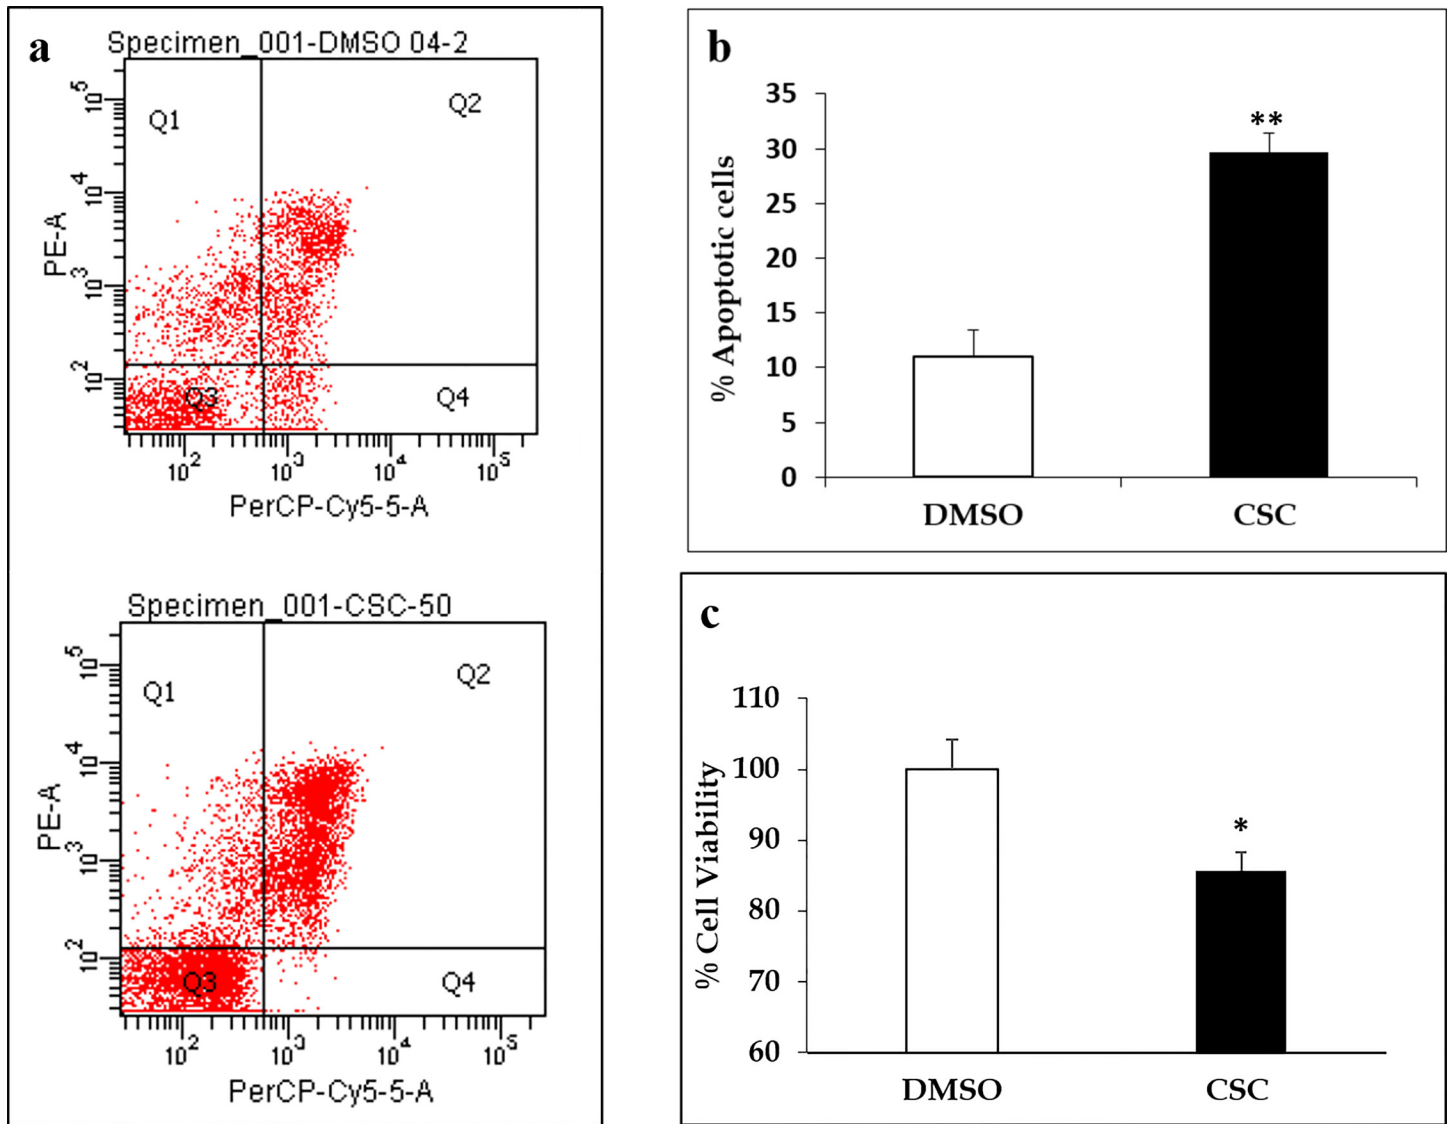 a
Specimen_001-DMSO 04-2
Q1
Q2
Q3
Q4
10^5
10^4
10^3
10^2
PE-A
10^2 10^3 10^4 10^5
PerCP-Cy5-5-A
Specimen_001-CSC-50
Q1
Q2
Q3
Q4
10^5
10^4
10^3
10^2
PE-A
10^2 10^3 10^4 10^5
PerCP-Cy5-5-A
b
% Apoptotic cells
35
30
25
20
15
10
5
0
**
DMSO CSC
c
% Cell Viability
110
100
90
80
70
60
*
DMSO CSC